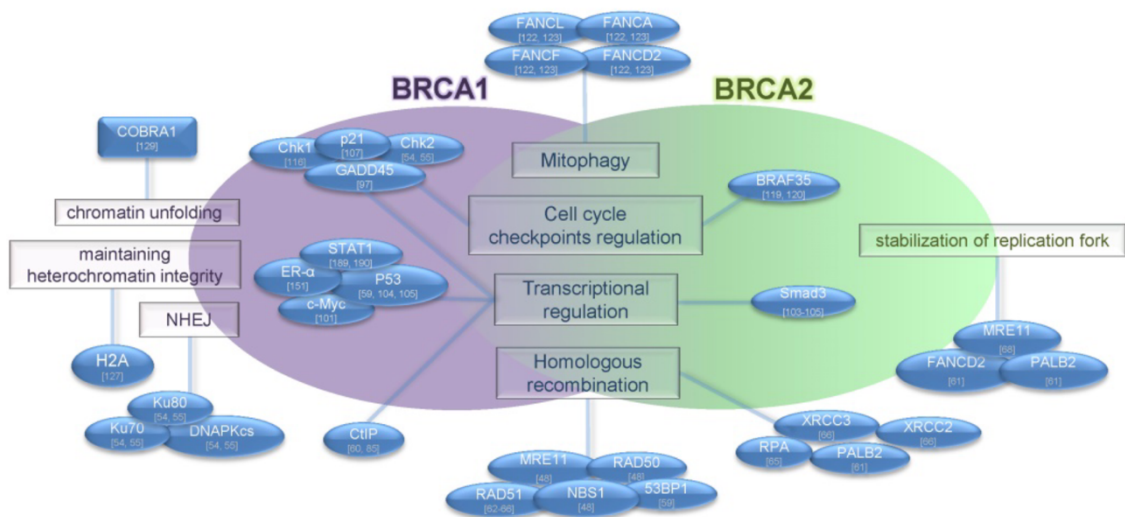 FANCL
[122, 123]
FANCA
[122, 123]
FANCF
[122, 123]
FANCD2
[122, 123]
BRCA1
BRCA2
COBRA1
[129]
Chk1
[116]
p21
[107]
Chk2
[54, 55]
GADD45
[97]
Mitophagy
BRAF35
[119, 120]
chromatin unfolding
Cell cycle
checkpoints regulation
maintaining
heterochromatin integrity
stabilization of replication fork
STAT1
[189, 190]
ER-α
[151]
P53
[59, 104, 105]
c-Myc
[101]
Transcriptional
regulation
Smad3
[103-105]
NHEJ
Homologous
recombination
H2A
[127]
MRE11
[66]
FANCD2
[61]
PALB2
[61]
Ku80
[54, 55]
Ku70
[54, 55]
DNAPKcs
[54, 55]
CtIP
[60, 85]
XRCC3
[66]
XRCC2
[66]
RPA
[65]
PALB2
[61]
MRE11
[48]
RAD50
[48]
RAD51
[62-66]
NBS1
[48]
53BP1
[59]